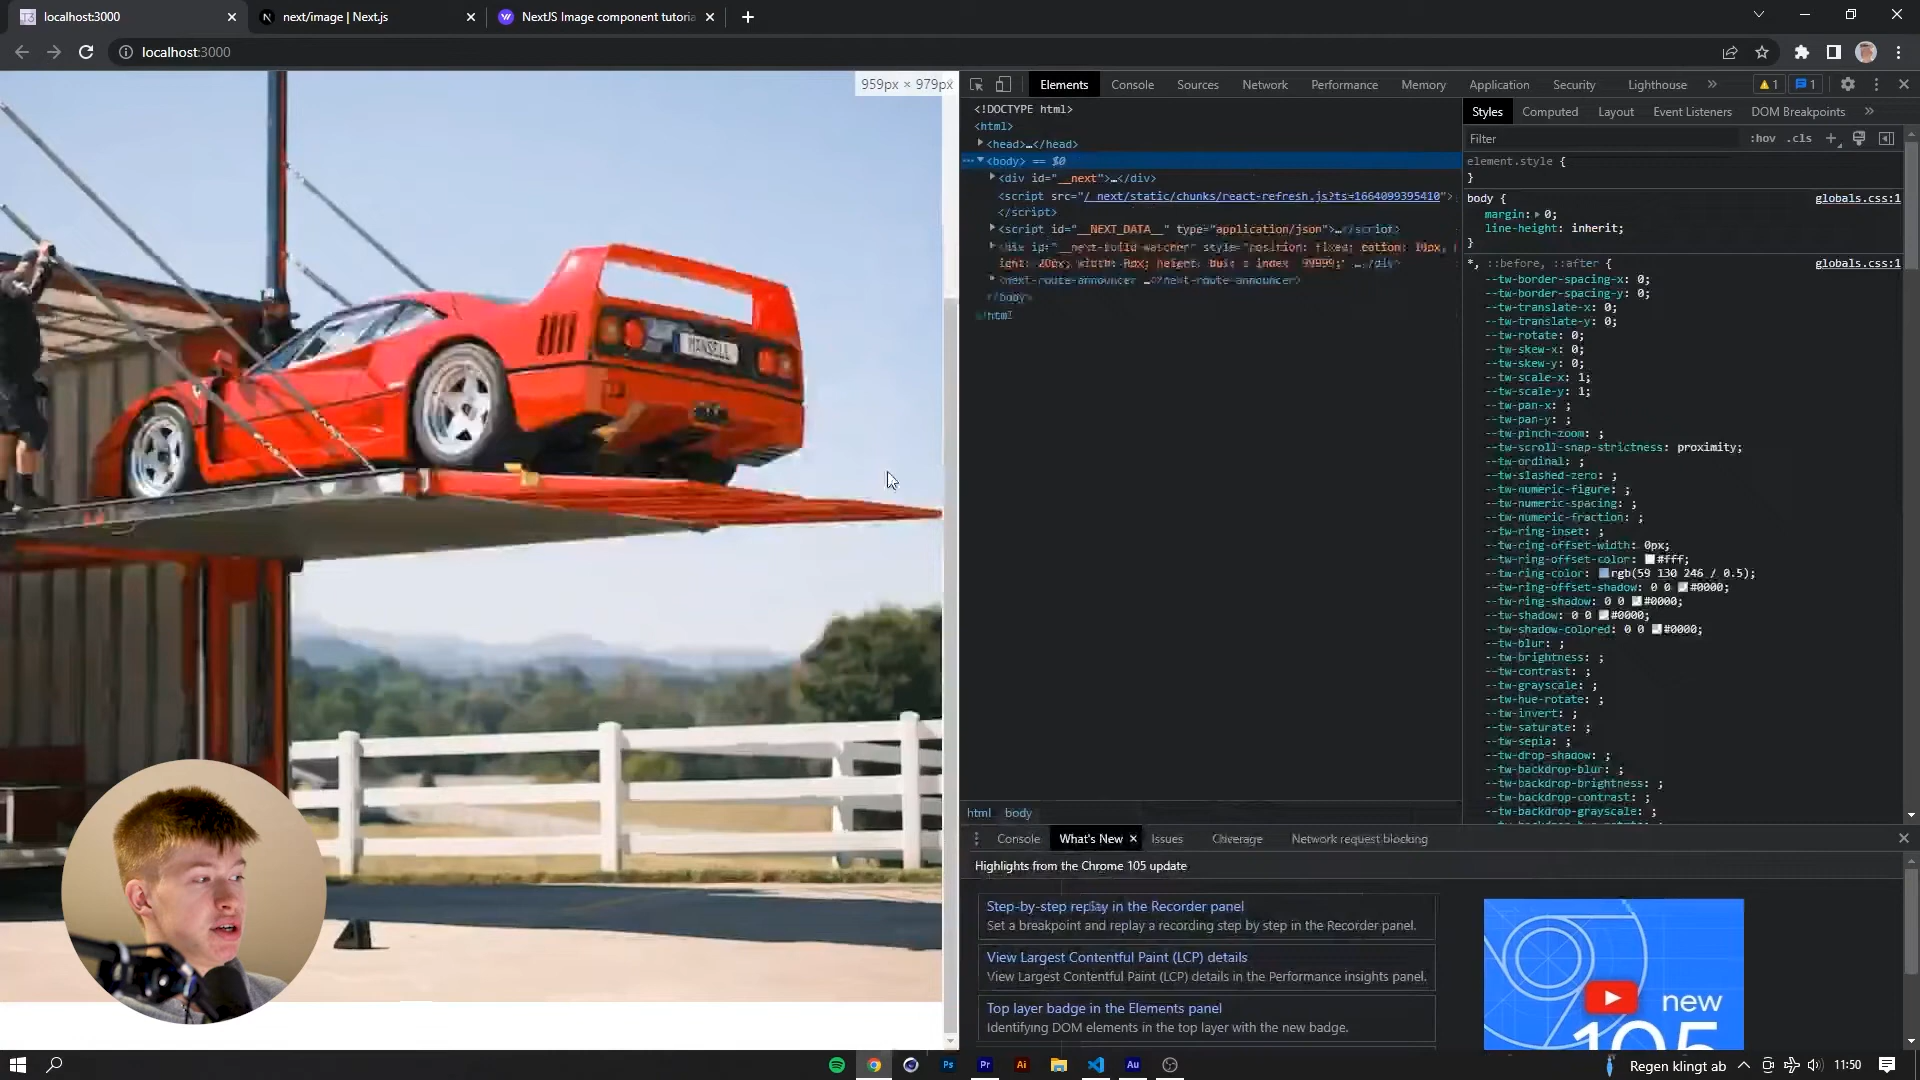 localhost:3000
next/image | Next.js
NextJS Image component tutoria
localhost:3000
959px × 979px
MANSELL
Elements Console Sources Network Performance Memory Application Security Lighthouse 1 1
<!DOCTYPE html>
<html>
<head>…</head>
<body> == $0
<div id="__next">…</div>
<script src="/_next/static/chunks/react-refresh.js?ts=1664099395410">
</script>
<script id="__NEXT_DATA__" type="application/json">…</script>
</body>
html body
Styles Computed Layout Event Listeners DOM Breakpoints
Filter :hov .cls
element.style {
}
body { globals.css:1
margin: 0;
line-height: inherit;
}
*, ::before, ::after { globals.css:1
--tw-border-spacing-x: 0;
--tw-border-spacing-y: 0;
--tw-translate-x: 0;
--tw-translate-y: 0;
--tw-rotate: 0;
--tw-skew-x: 0;
--tw-skew-y: 0;
--tw-scale-x: 1;
--tw-scale-y: 1;
--tw-pan-x: ;
--tw-pan-y: ;
--tw-pinch-zoom: ;
--tw-scroll-snap-strictness: proximity;
--tw-ordinal: ;
--tw-slashed-zero: ;
--tw-numeric-figure: ;
--tw-numeric-spacing: ;
--tw-numeric-fraction: ;
--tw-ring-inset: ;
--tw-ring-offset-width: 0px;
--tw-ring-offset-color: #fff;
--tw-ring-color: rgb(59 130 246 / 0.5);
--tw-ring-offset-shadow: 0 0 #0000;
--tw-ring-shadow: 0 0 #0000;
--tw-shadow: 0 0 #0000;
--tw-shadow-colored: 0 0 #0000;
--tw-blur: ;
--tw-brightness: ;
--tw-contrast: ;
--tw-grayscale: ;
--tw-hue-rotate: ;
--tw-invert: ;
--tw-saturate: ;
--tw-sepia: ;
--tw-drop-shadow: ;
--tw-backdrop-blur: ;
--tw-backdrop-brightness: ;
--tw-backdrop-contrast: ;
--tw-backdrop-grayscale: ;
Console What's New Issues Coverage Network request blocking
Highlights from the Chrome 105 update
Step-by-step replay in the Recorder panel
Set a breakpoint and replay a recording step by step in the Recorder panel.
View Largest Contentful Paint (LCP) details
View Largest Contentful Paint (LCP) details in the Performance insights panel.
Top layer badge in the Elements panel
Identifying DOM elements in the top layer with the new badge.
new
105
Ps Pr Ai Au
Regen klingt ab 11:50